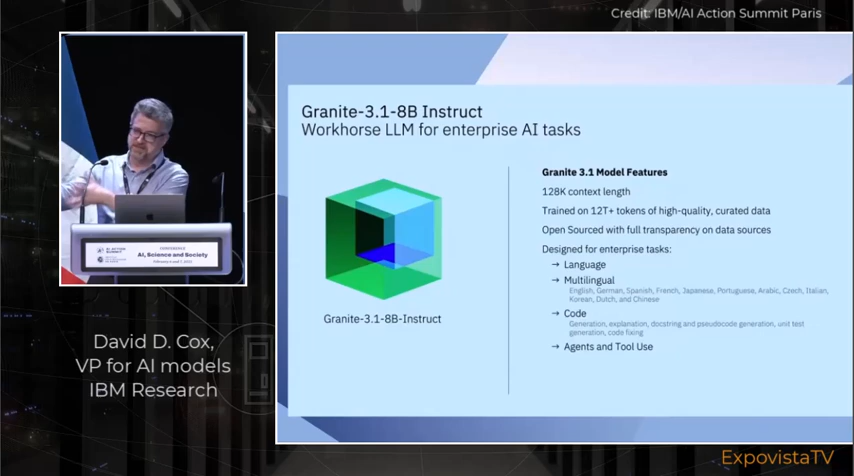 Credit: IBM/AI Action Summit Paris
Granite-3.1-8B Instruct
Workhorse LLM for enterprise AI tasks
Granite-3.1-8B-Instruct
Granite 3.1 Model Features
128K context length
Trained on 12T+ tokens of high-quality, curated data
Open Sourced with full transparency on data sources
Designed for enterprise tasks:
→ Language
→ Multilingual
English, German, Spanish, French, Japanese, Portuguese, Arabic, Czech, Italian,
Korean, Dutch, and Chinese
→ Code
Generation, explanation, docstring and pseudocode generation, unit test
generation, code fixing
→ Agents and Tool Use
AI ACTION
SUMMIT
CONFERENCE
AI, Science and Society
David D. Cox,
VP for AI models
IBM Research
ExpovistaTV